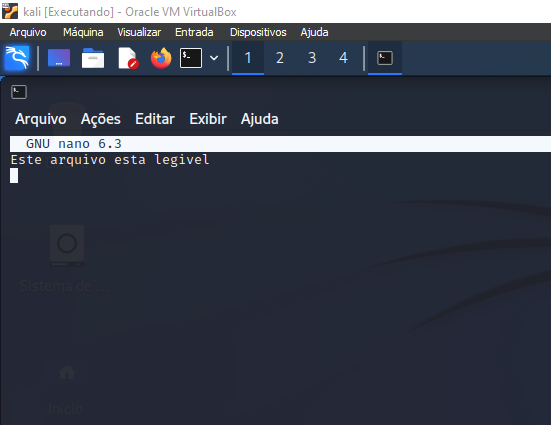 kali [Executando] - Oracle VM VirtualBox
Arquivo Máquina Visualizar Entrada Dispositivos Ajuda
1 2 3 4
Arquivo Ações Editar Exibir Ajuda
GNU nano 6.3
Este arquivo esta legivel
Sistema de ...
Início